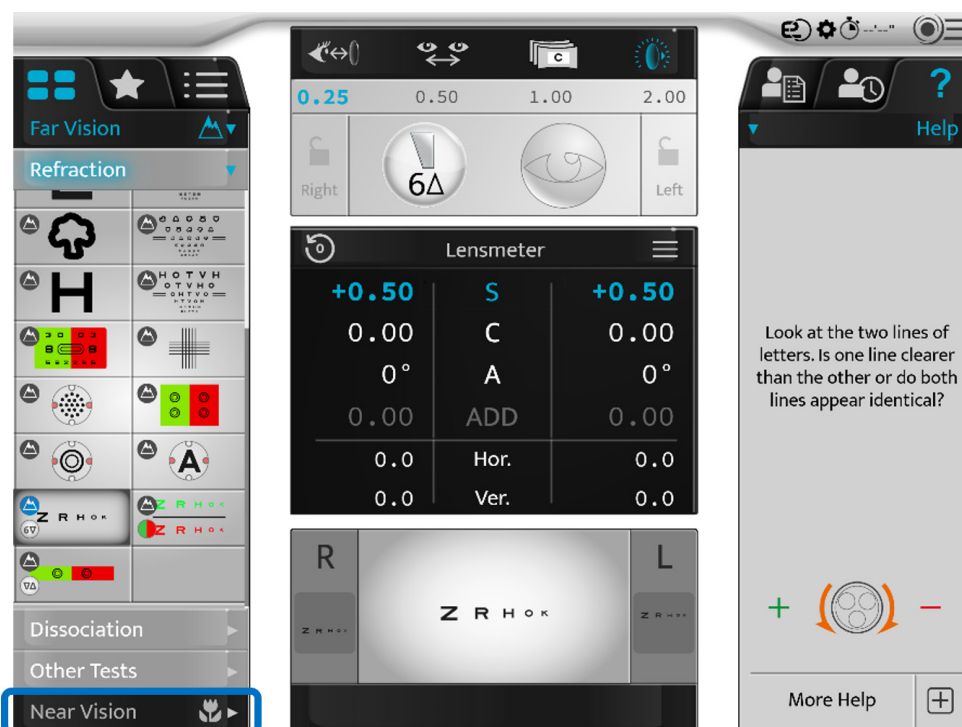 Far Vision
Refraction
H
H O T V H
O T V H O
O H T V O
A
Z R H O K
6∇
Z R H O K
Z R H O K
∇Δ
Dissociation
Other Tests
Near Vision
C
0.25 0.50 1.00 2.00
Right 6Δ Left
0 Lensmeter
+0.50 S +0.50
0.00 C 0.00
0° A 0°
0.00 ADD 0.00
0.0 Hor. 0.0
0.0 Ver. 0.0
R L
Z R H O K Z R H O K Z R H O K
--'--"
?
Help
Look at the two lines of
letters. Is one line clearer
than the other or do both
lines appear identical?
+ −
More Help +